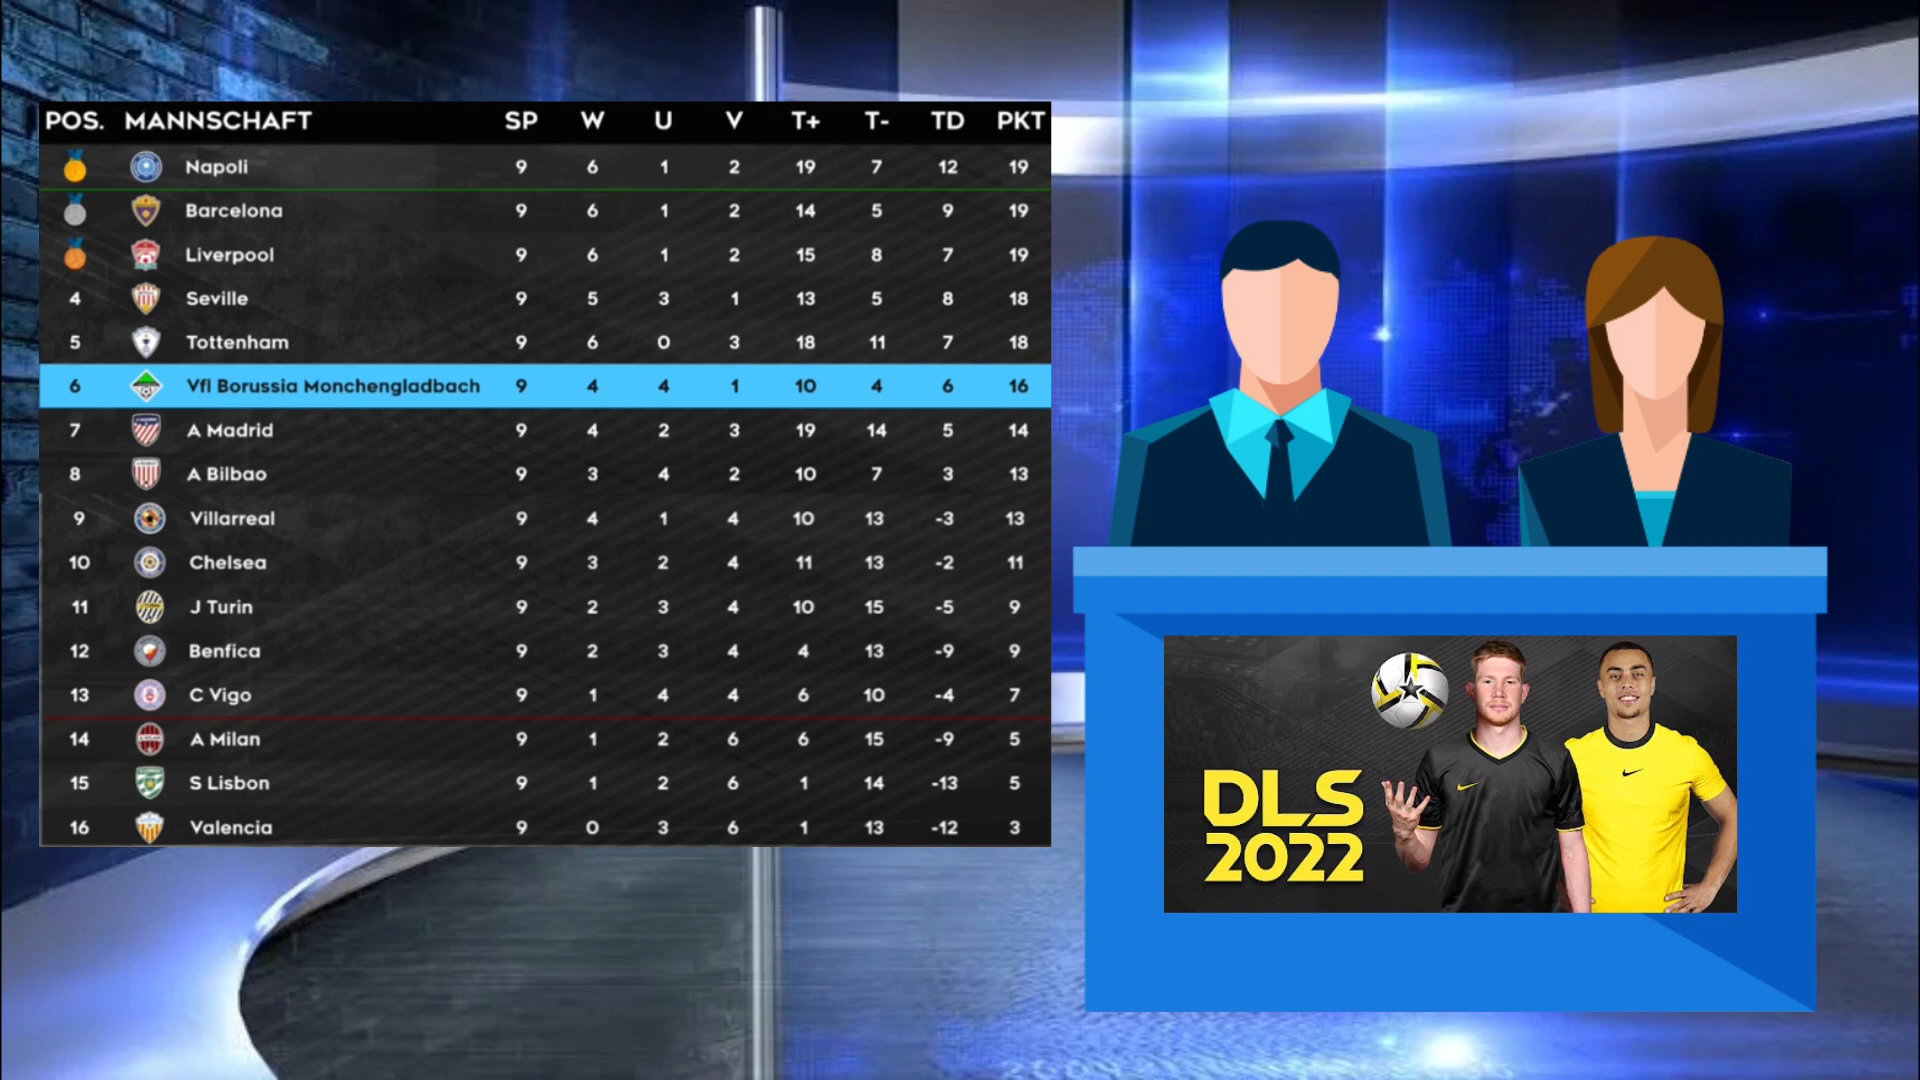 POS. MANNSCHAFT SP W U V T+ T- TD PKT
Napoli 9 6 1 2 19 7 12 19
Barcelona 9 6 1 2 14 5 9 19
Liverpool 9 6 1 2 15 8 7 19
4 Seville 9 5 3 1 13 5 8 18
5 Tottenham 9 6 0 3 18 11 7 18
6 Vfl Borussia Monchengladbach 9 4 4 1 10 4 6 16
7 A Madrid 9 4 2 3 19 14 5 14
8 A Bilbao 9 3 4 2 10 7 3 13
9 Villarreal 9 4 1 4 10 13 -3 13
10 Chelsea 9 3 2 4 11 13 -2 11
11 J Turin 9 2 3 4 10 15 -5 9
12 Benfica 9 2 3 4 4 13 -9 9
13 C Vigo 9 1 4 4 6 10 -4 7
14 A Milan 9 1 2 6 6 15 -9 5
15 S Lisbon 9 1 2 6 1 14 -13 5
16 Valencia 9 0 3 6 1 13 -12 3
DLS
2022